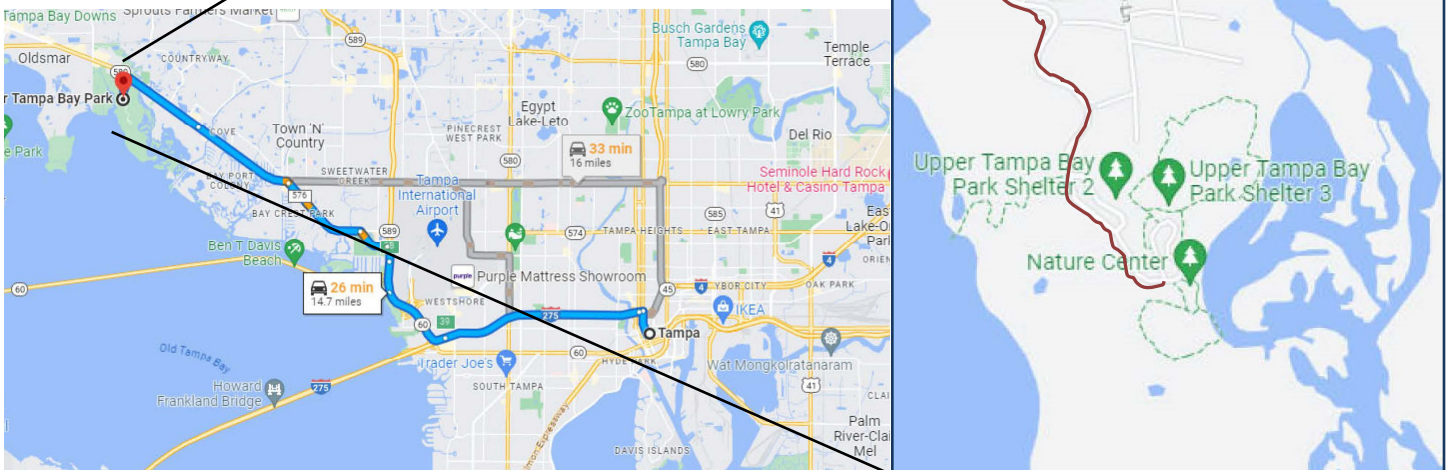 Tampa Bay Downs
Sprouts Farmers Market
Oldsmar
580
COUNTRYWAY
589
Busch Gardens
Tampa Bay
580
Temple
Terrace
r Tampa Bay Park
COVE
Town 'N'
Country
Egypt
Lake-Leto
ZooTampa at Lowry Park
PINECREST
WEST PARK
Del Rio
e Park
580
33 min
16 miles
SWEETWATER
CREEK
BAY PORT
COLONY
576
Tampa
International
Airport
Seminole Hard Rock
Hotel & Casino Tampa
BAY CREST PARK
589
574
TAMPA HEIGHTS
585
EAST TAMPA
41
East
Lake-O
Park
Ben T Davis
Beach
4
ORIEN
60
26 min
14.7 miles
purple
Purple Mattress Showroom
WESTSHORE
45
4
YBOR CITY
OAK PARK
60
39
275
IKEA
Tampa
Old Tampa Bay
Trader Joe's
60
HYDE PARK
Wat Mongkolratanaram
Howard
Frankland Bridge
275
SOUTH TAMPA
41
CLAI
Palm
River-Clai
Mel
DAVIS ISLANDS
Upper Tampa Bay
Park Shelter 2
Upper Tampa Bay
Park Shelter 3
Nature Center